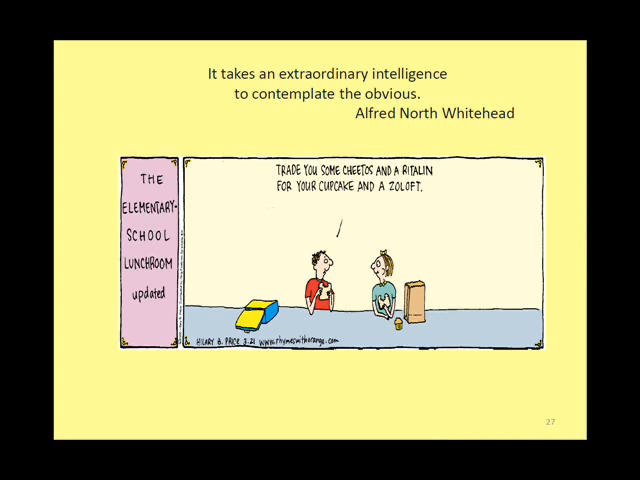 It takes an extraordinary intelligence
to contemplate the obvious.
Alfred North Whitehead
THE
ELEMENTARY-
SCHOOL
LUNCHROOM
updated
TRADE YOU SOME CHEETOS AND A RITALIN
FOR YOUR CUPCAKE AND A ZOLOFT.
HILARY B. PRICE 3.21 www.rhymeswithorange.com
27